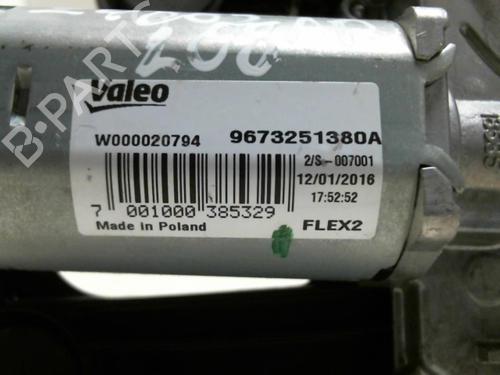 208
B-PARTS
Valeo
W000020794 9673251380A
2/S-007001
12/01/2016
17:52:52
7 001000 385329
Made in Poland FLEX2